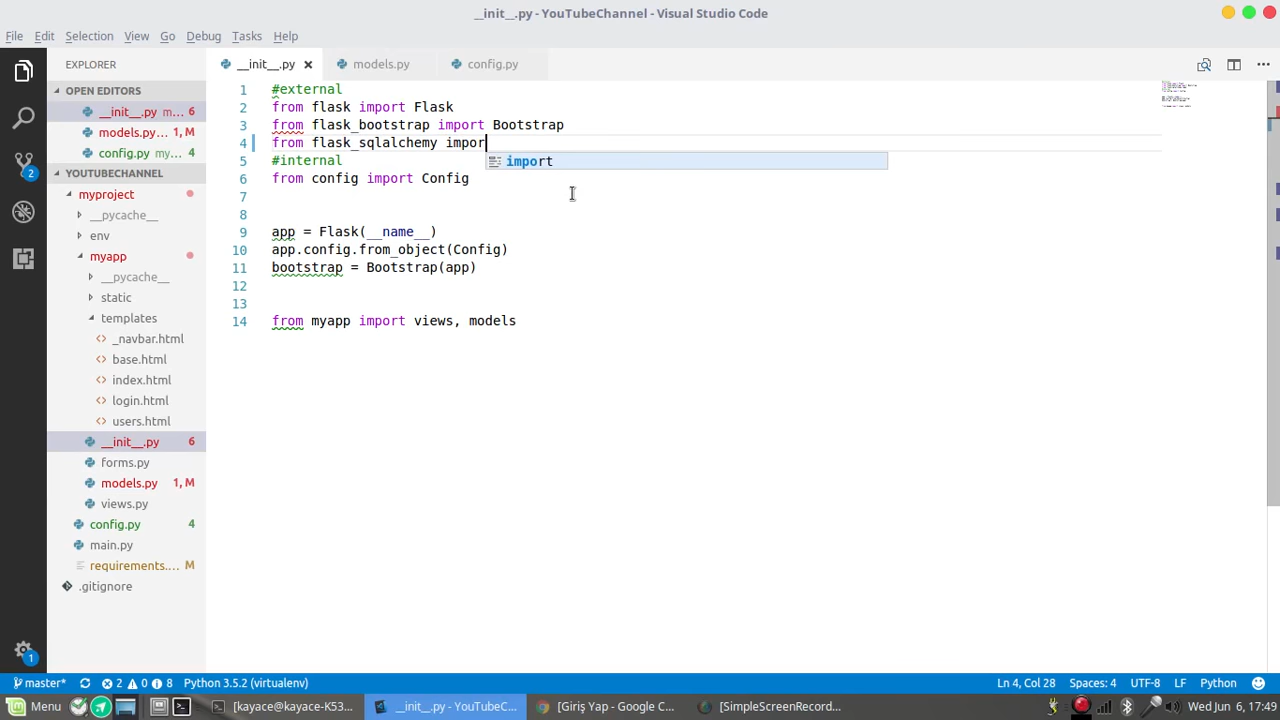 __init__.py - YouTubeChannel - Visual Studio Code
File Edit Selection View Go Debug Tasks Help
EXPLORER
OPEN EDITORS
__init__.py m... 6
models.py... 1, M
config.py my... 4
YOUTUBECHANNEL
myproject
__pycache__
env
myapp
__pycache__
static
templates
_navbar.html
base.html
index.html
login.html
users.html
__init__.py 6
forms.py
models.py 1, M
views.py
config.py 4
main.py
requirements.... M
.gitignore
2
1
__init__.py models.py config.py
1 #external
2 from flask import Flask
3 from flask_bootstrap import Bootstrap
4 from flask_sqlalchemy impor
import
5 #internal
6 from config import Config
7
8
9 app = Flask(__name__)
10 app.config.from_object(Config)
11 bootstrap = Bootstrap(app)
12
13
14 from myapp import views, models
master* 2 0 8 Python 3.5.2 (virtualenv) Ln 4, Col 28 Spaces: 4 UTF-8 LF Python
Menu [kayace@kayace-K53... __init__.py - YouTubeC... [Giriş Yap - Google C... [SimpleScreenRecord... Wed Jun 6, 17:49